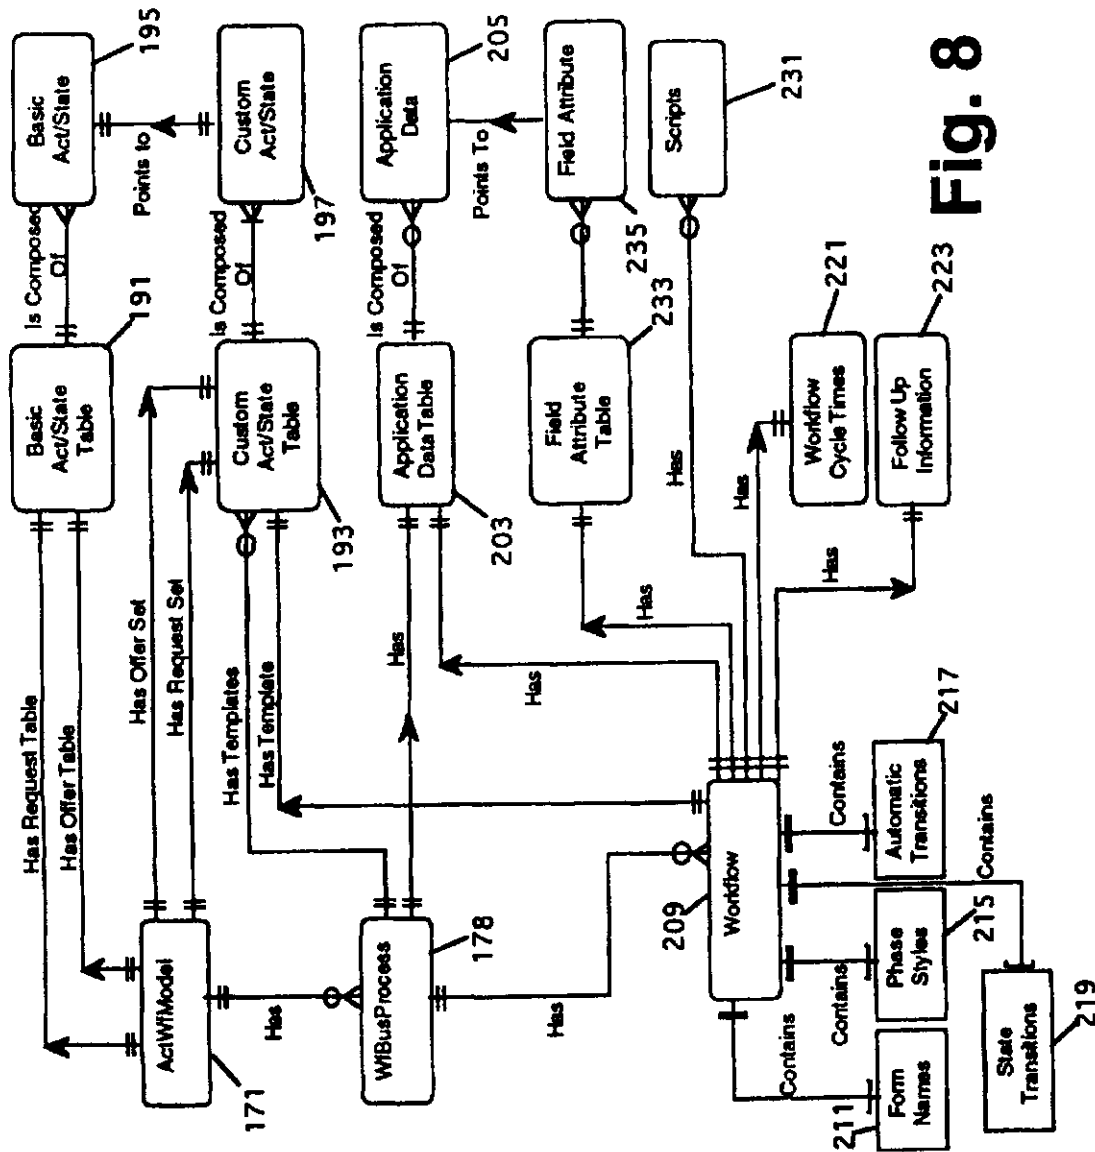 Has Request Table
Has Offer Table
Basic
Act/State
Table
191
Is Composed
Of
Basic
Act/State
195
Points to
ActWfModel
171
Has Offer Set
Has Request Set
Custom
Act/State
Table
193
Is Composed
Of
Custom
Act/State
197
Has
Has Templates
Has Template
WfBusProcess
178
Has
Application
Data Table
203
Is Composed
Of
Application
Data
205
Points To
Has
Has
Has
Field
Attribute
Table
233
Field Attribute
235
Has
Scripts
231
Workflow
209
Has
Workflow
Cycle Times
221
Has
Follow Up
Information
223
Contains
Form
Names
211
Contains
Phase
Styles
215
Contains
Automatic
Transitions
217
Contains
State
Transitions
219
Fig. 8